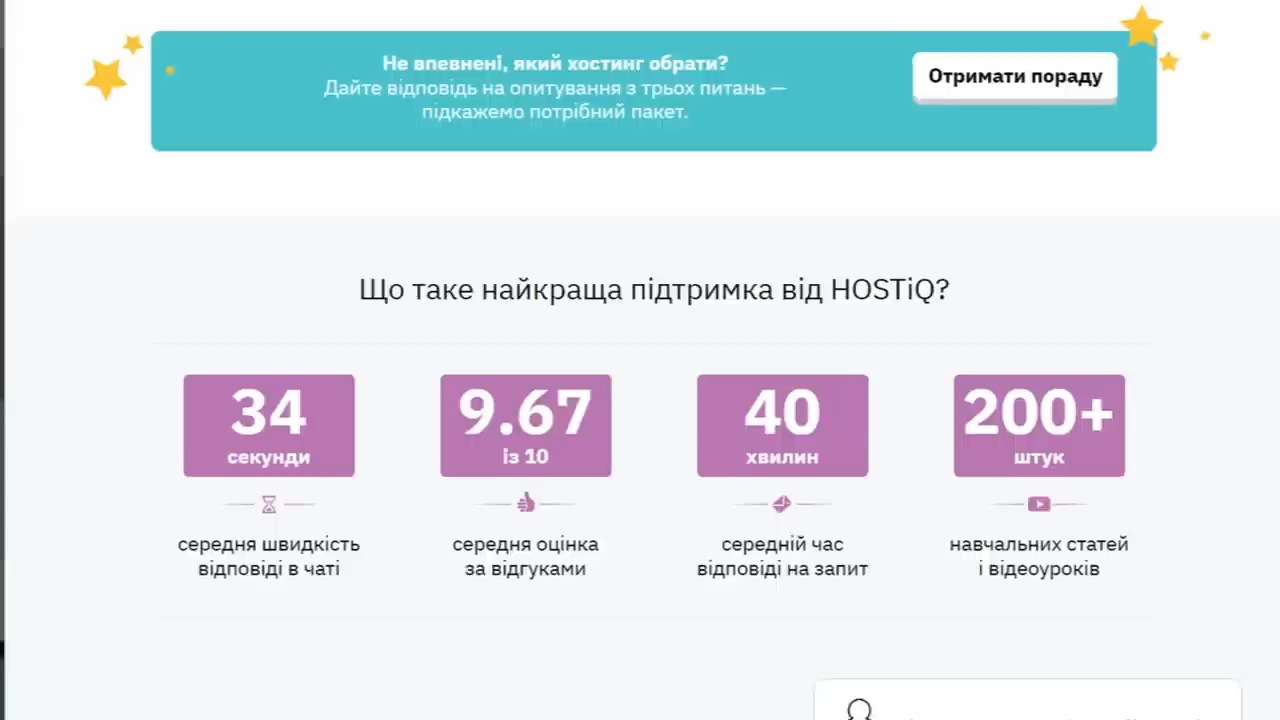 Не впевнені, який хостинг обрати?
Дайте відповідь на опитування з трьох питань —
підкажемо потрібний пакет.
Отримати пораду
Що таке найкраща підтримка від HOSTiQ?
34
секунди
середня швидкість
відповіді в чаті
9.67
із 10
середня оцінка
за відгуками
40
хвилин
середній час
відповіді на запит
200+
штук
навчальних статей
і відеоуроків